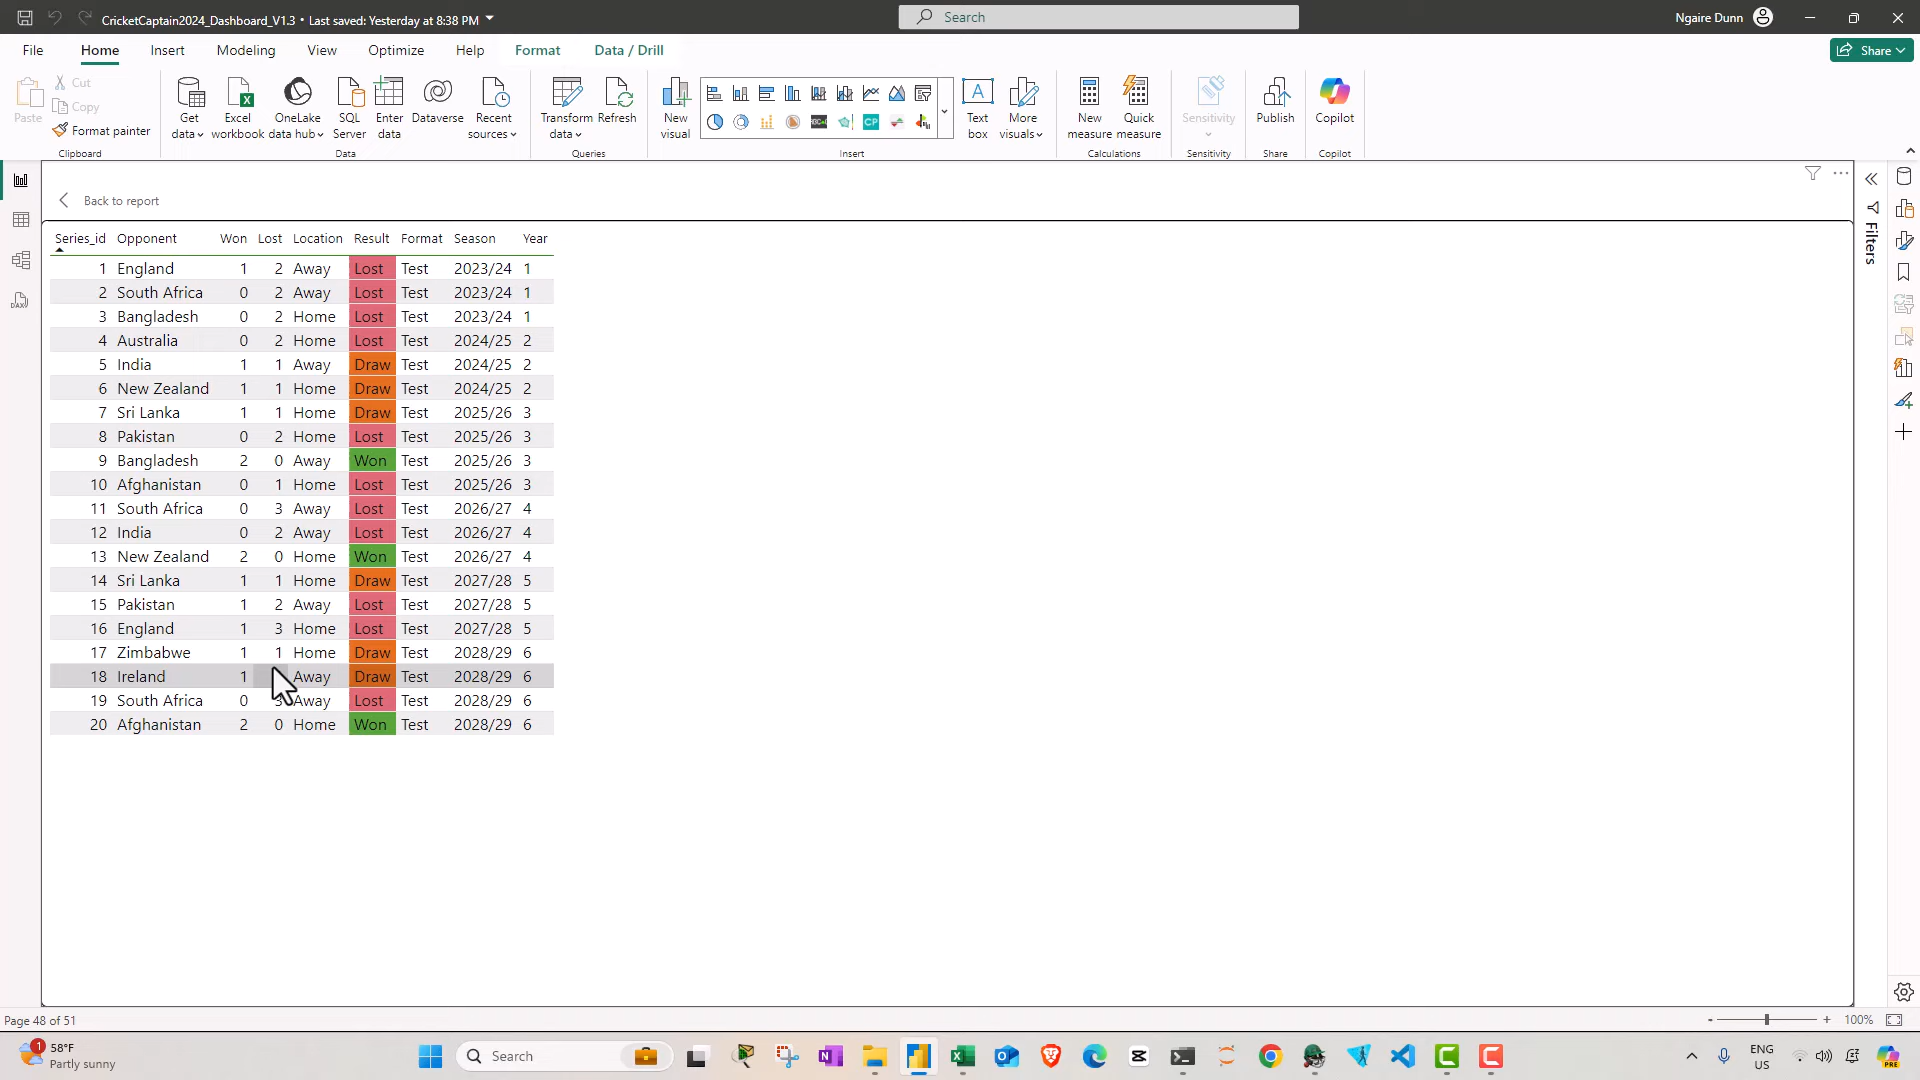 CricketCaptain2024_Dashboard_V1.3 • Last saved: Yesterday at 8:38 PM
Search
Ngaire Dunn
File Home Insert Modeling View Optimize Help Format Data / Drill
Share
Paste
Cut
Copy
Format painter
Clipboard
Get data
Excel workbook
OneLake data hub
SQL Server
Enter data
Dataverse
Recent sources
Data
Transform data
Refresh
Queries
New visual
Text box
More visuals
Insert
New measure
Quick measure
Calculations
Sensitivity
Sensitivity
Publish
Share
Copilot
Copilot
Back to report
Filters
Series_id Opponent Won Lost Location Result Format Season Year
1 England 1 2 Away Lost Test 2023/24 1
2 South Africa 0 2 Away Lost Test 2023/24 1
3 Bangladesh 0 2 Home Lost Test 2023/24 1
4 Australia 0 2 Home Lost Test 2024/25 2
5 India 1 1 Away Draw Test 2024/25 2
6 New Zealand 1 1 Home Draw Test 2024/25 2
7 Sri Lanka 1 1 Home Draw Test 2025/26 3
8 Pakistan 0 2 Home Lost Test 2025/26 3
9 Bangladesh 2 0 Away Won Test 2025/26 3
10 Afghanistan 0 1 Home Lost Test 2025/26 3
11 South Africa 0 3 Away Lost Test 2026/27 4
12 India 0 2 Away Lost Test 2026/27 4
13 New Zealand 2 0 Home Won Test 2026/27 4
14 Sri Lanka 1 1 Home Draw Test 2027/28 5
15 Pakistan 1 2 Away Lost Test 2027/28 5
16 England 1 3 Home Lost Test 2027/28 5
17 Zimbabwe 1 1 Home Draw Test 2028/29 6
18 Ireland 1 Away Draw Test 2028/29 6
19 South Africa 0 3 Away Lost Test 2028/29 6
20 Afghanistan 2 0 Home Won Test 2028/29 6
Page 48 of 51
- + 100%
1
58°F
Partly sunny
Search
ENG
US